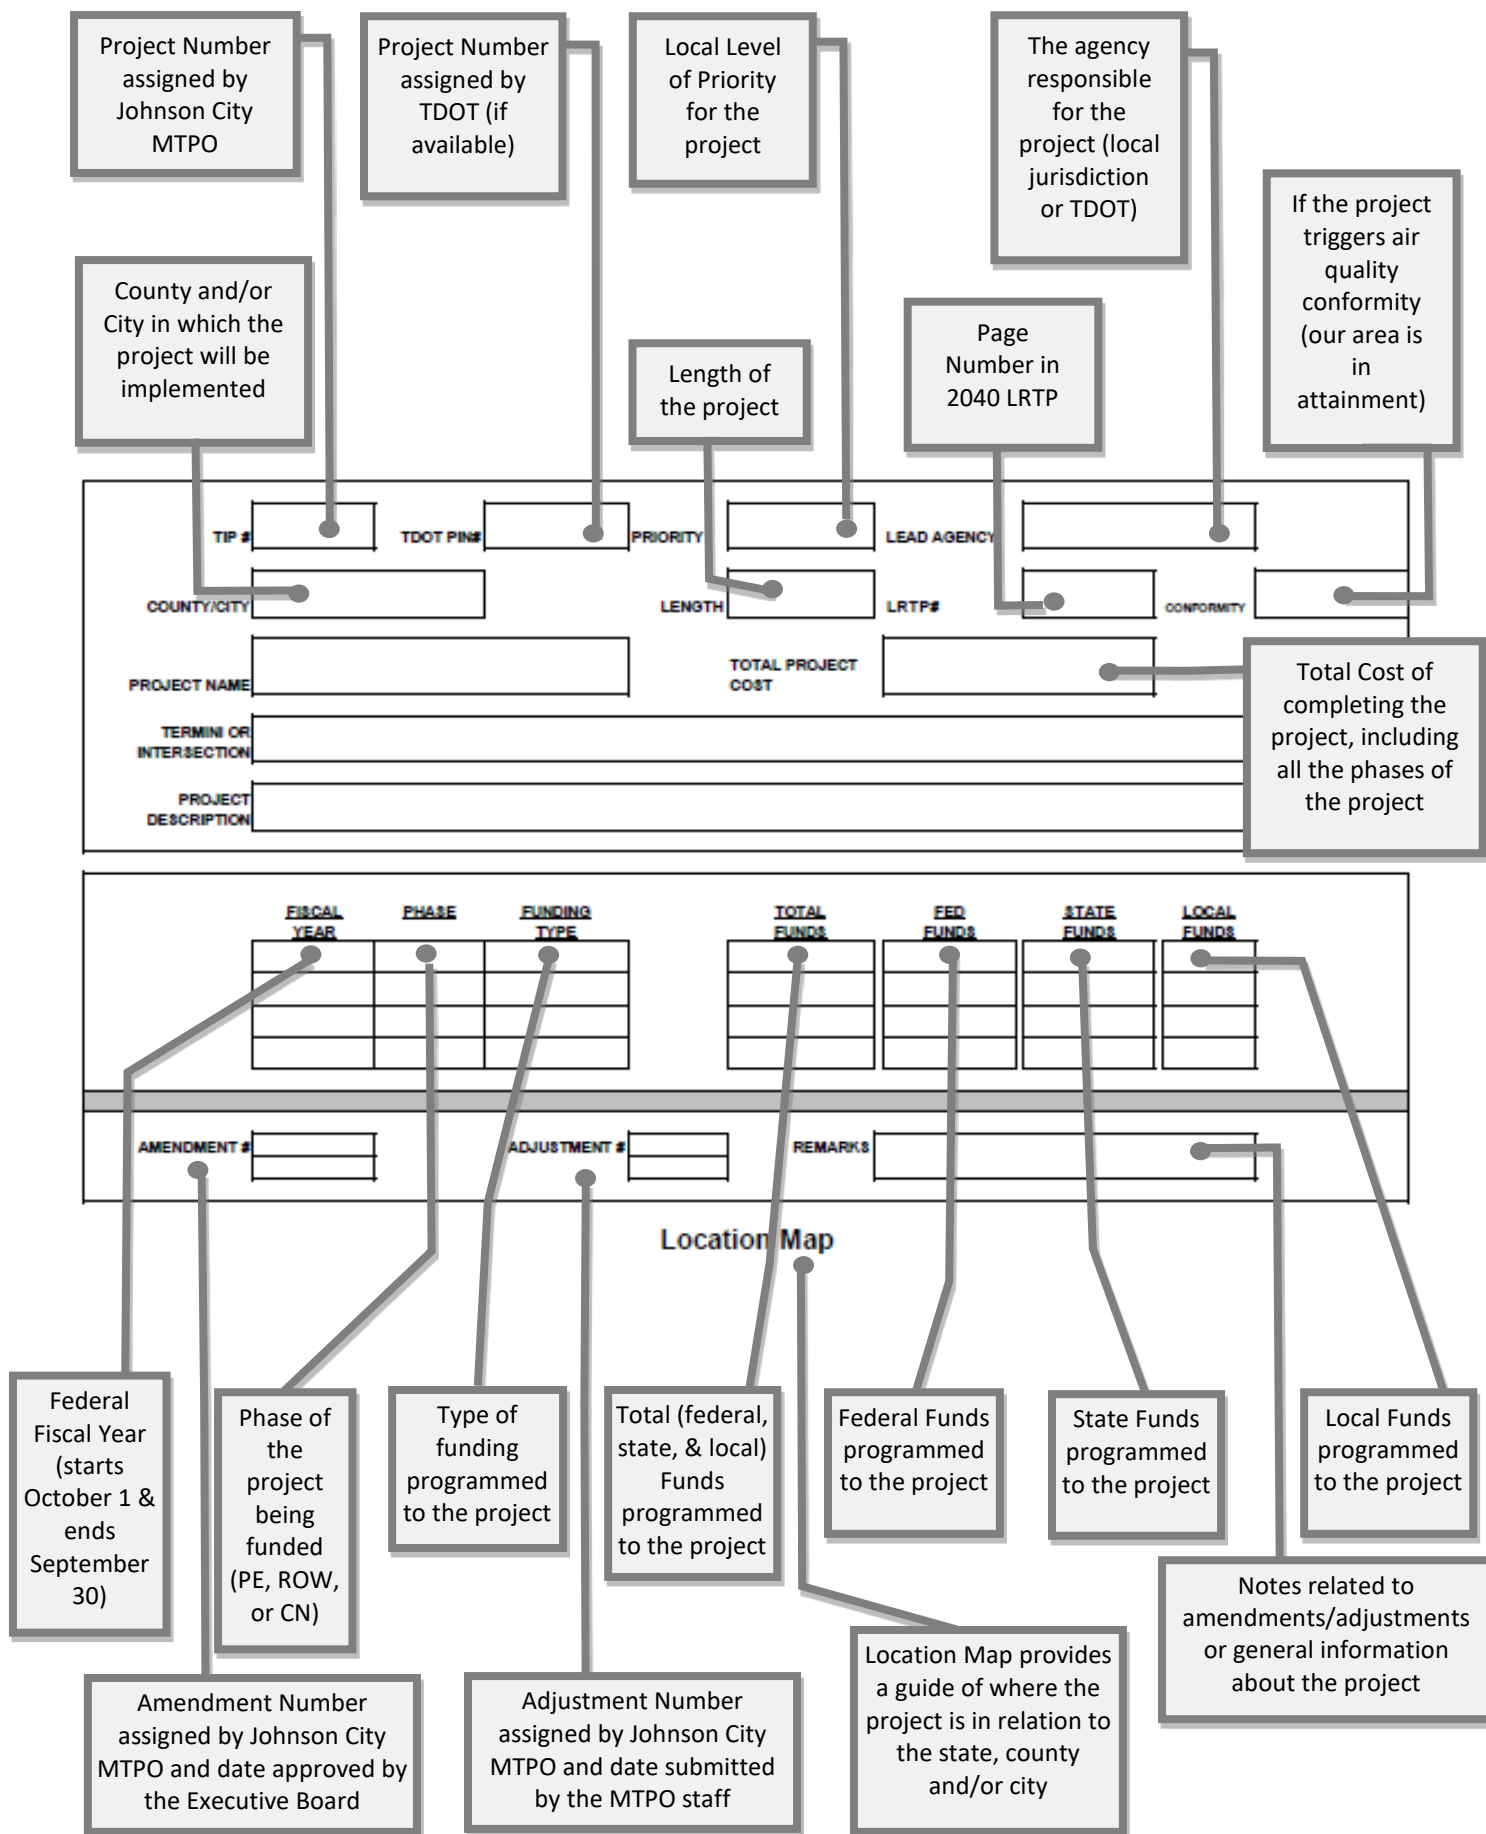 Project Number
assigned by
Johnson City
MTPO
Project Number
assigned by
TDOT (if
available)
Local Level
of Priority
for the
project
The agency
responsible
for the
project (local
jurisdiction
or TDOT)
If the project
triggers air
quality
conformity
(our area is
in
attainment)
County and/or
City in which the
project will be
implemented
Length of
the project
Page
Number in
2040 LRTP
TIP #
TDOT PIN#
PRIORITY
LEAD AGENCY
COUNTY/CITY
LENGTH
LRTP#
CONFORMITY
PROJECT NAME
TOTAL PROJECT
COST
Total Cost of
completing the
project, including
all the phases of
the project
TERMINI OR
INTERSECTION
PROJECT
DESCRIPTION
FISCAL
YEAR
PHASE
FUNDING
TYPE
TOTAL
FUNDS
FED
FUNDS
STATE
FUNDS
LOCAL
FUNDS
AMENDMENT #
ADJUSTMENT #
REMARKS
Location Map
Federal
Fiscal Year
(starts
October 1 &
ends
September
30)
Phase of
the
project
being
funded
(PE, ROW,
or CN)
Type of
funding
programmed
to the project
Total (federal,
state, & local)
Funds
programmed
to the project
Federal Funds
programmed
to the project
State Funds
programmed
to the project
Local Funds
programmed
to the project
Notes related to
amendments/adjustments
or general information
about the project
Amendment Number
assigned by Johnson City
MTPO and date approved by
the Executive Board
Adjustment Number
assigned by Johnson City
MTPO and date submitted
by the MTPO staff
Location Map provides
a guide of where the
project is in relation to
the state, county
and/or city